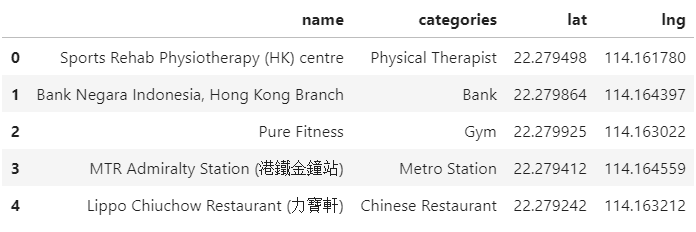 name categories lat lng
0 Sports Rehab Physiotherapy (HK) centre Physical Therapist 22.279498 114.161780
1 Bank Negara Indonesia, Hong Kong Branch Bank 22.279864 114.164397
2 Pure Fitness Gym 22.279925 114.163022
3 MTR Admiralty Station (港鐵金鐘站) Metro Station 22.279412 114.164559
4 Lippo Chiuchow Restaurant (力寶軒) Chinese Restaurant 22.279242 114.163212